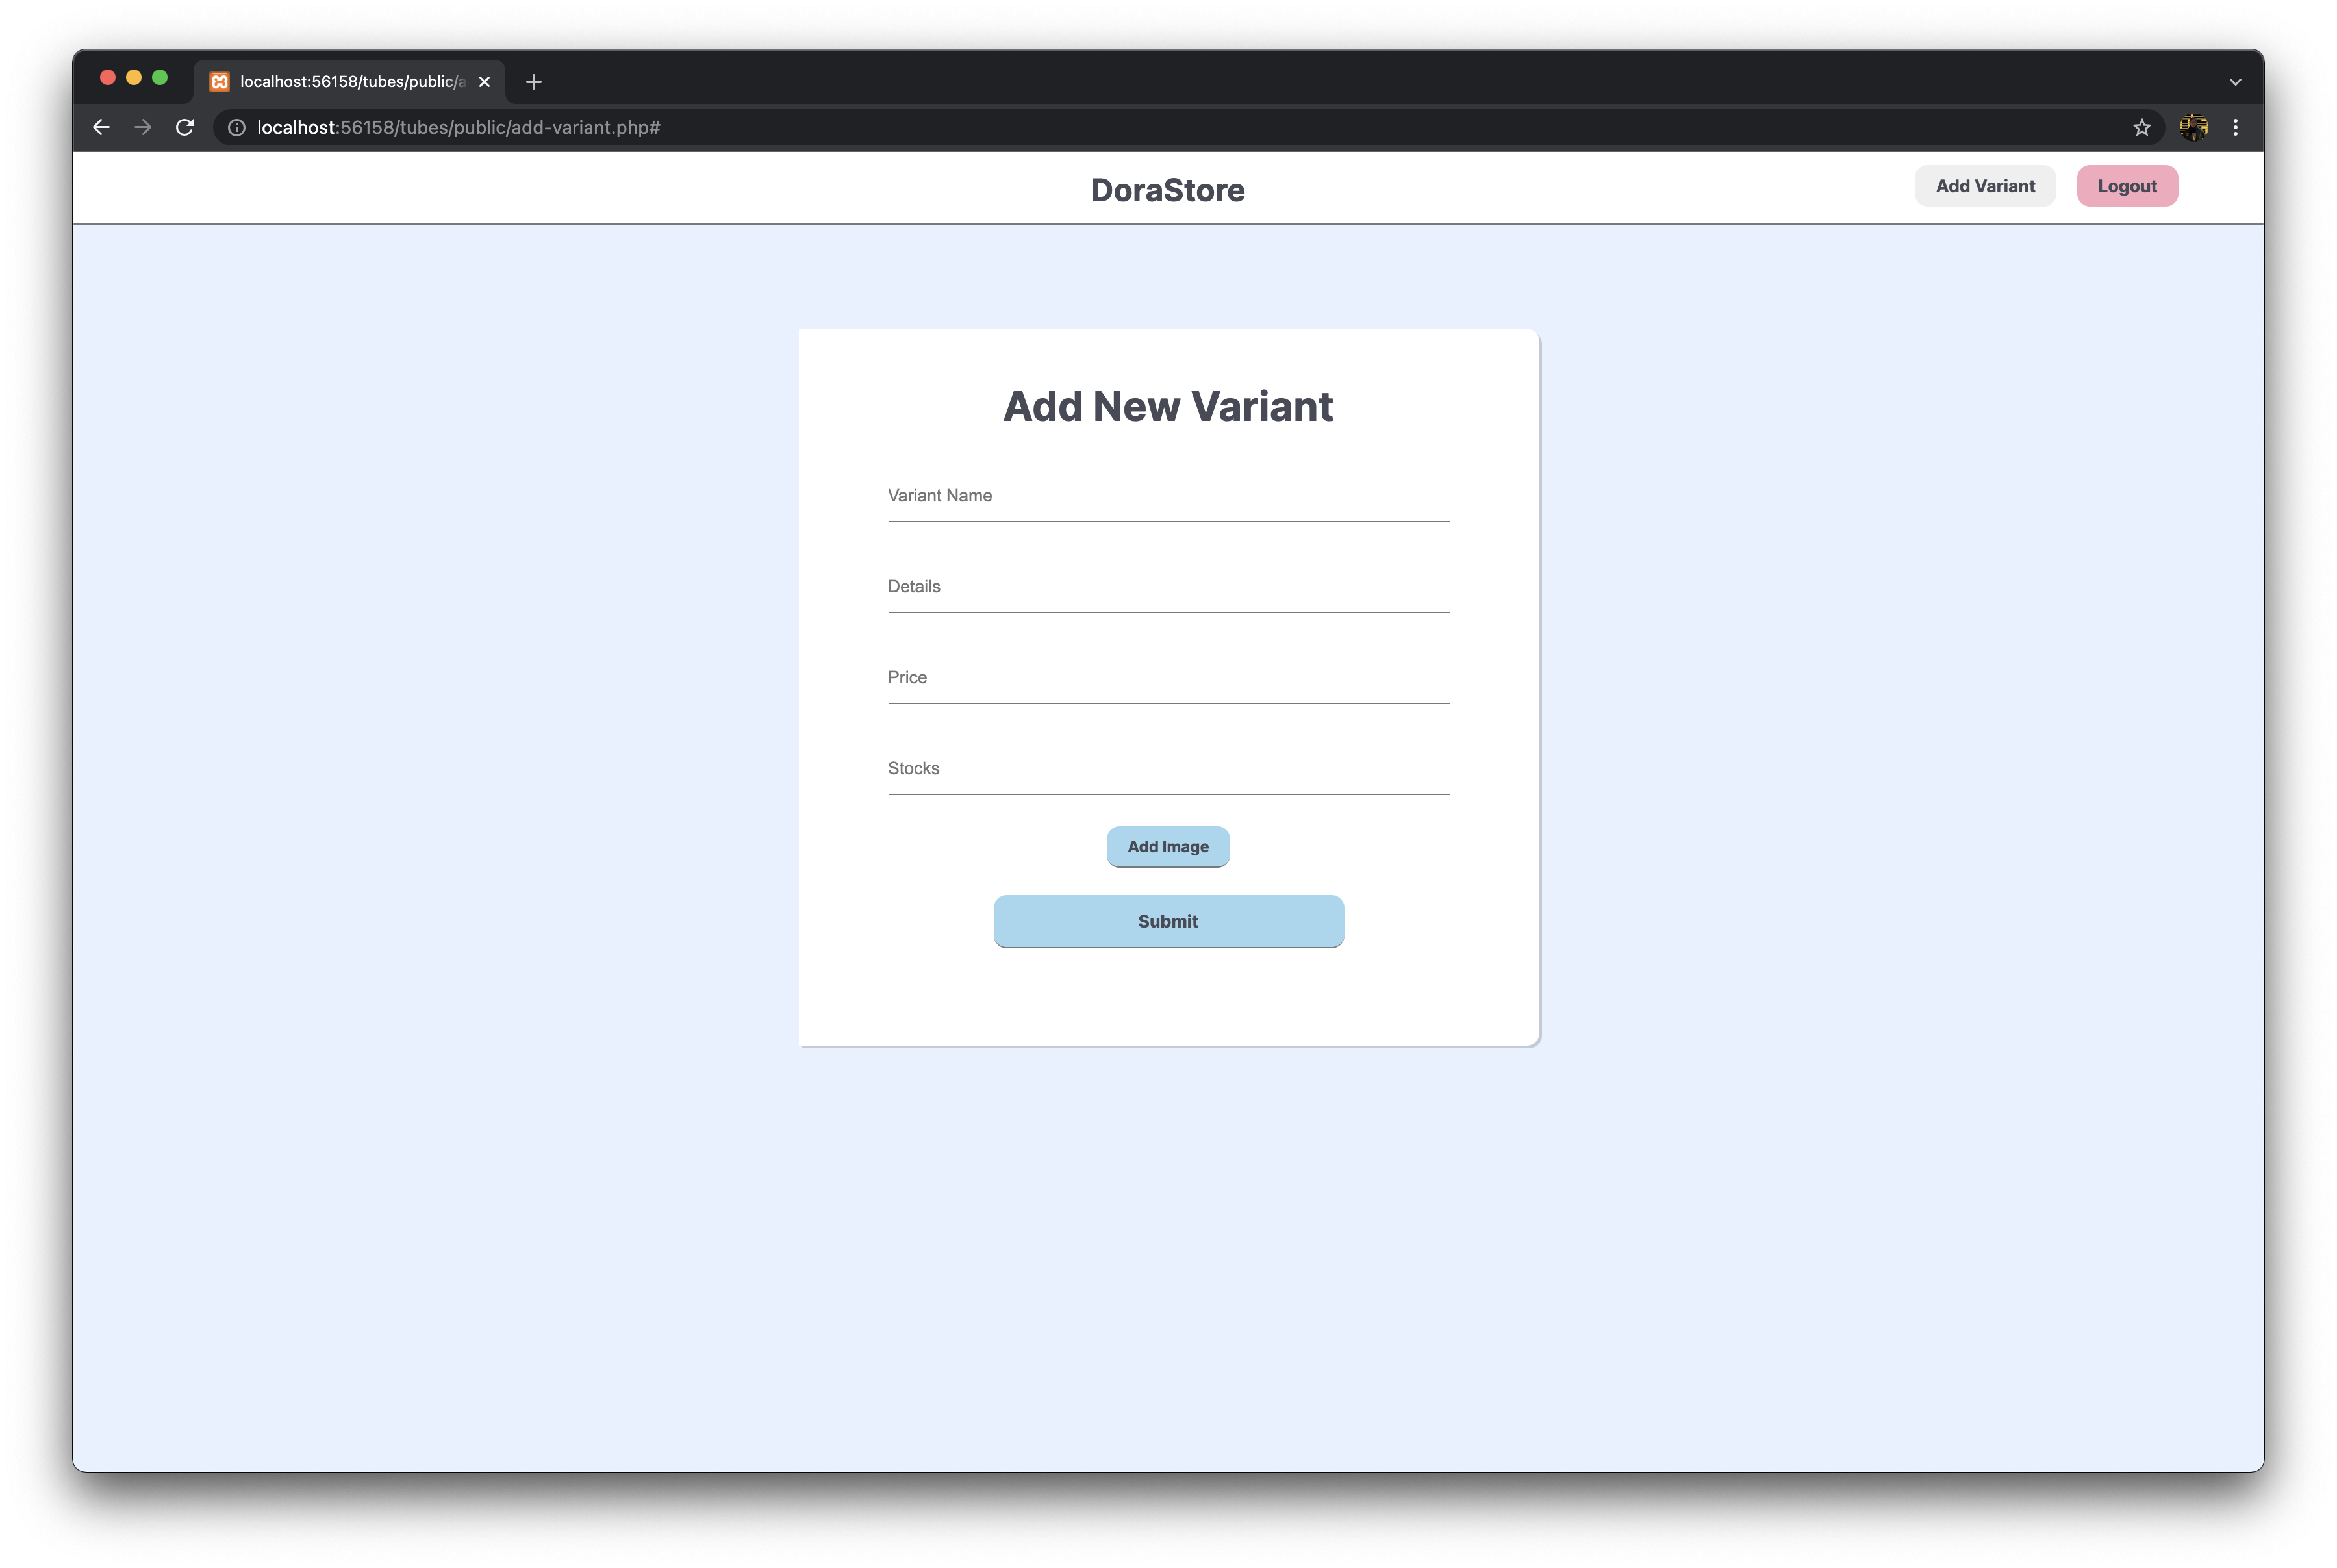 localhost:56158/tubes/public/a
localhost:56158/tubes/public/add-variant.php#
DoraStore
Add Variant
Logout
Add New Variant
Variant Name
Details
Price
Stocks
Add Image
Submit